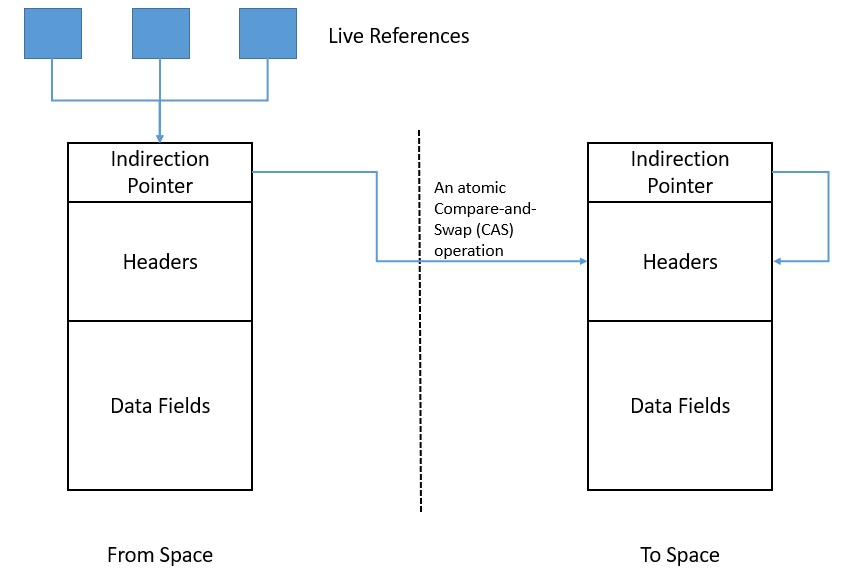 Live References
Indirection
Pointer
Headers
Data Fields
From Space
An atomic
Compare-and-
Swap (CAS)
operation
Indirection
Pointer
Headers
Data Fields
To Space